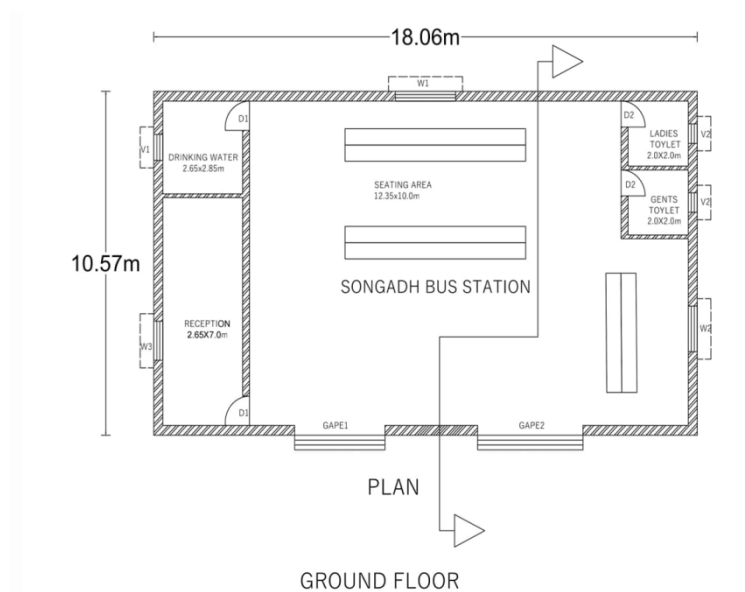 18.06m
W1
D1
D2
V1
DRINKING WATER
2.65x2.85m
LADIES
TOYLET
2.0X2.0m
V2
SEATING AREA
12.35x10.0m
D2
GENTS
TOYLET
2.0X2.0m
V2
10.57m
SONGADH BUS STATION
RECEPTION
2.65X7.0m
W3
W2
D1
GAPE1
GAPE2
PLAN
GROUND FLOOR